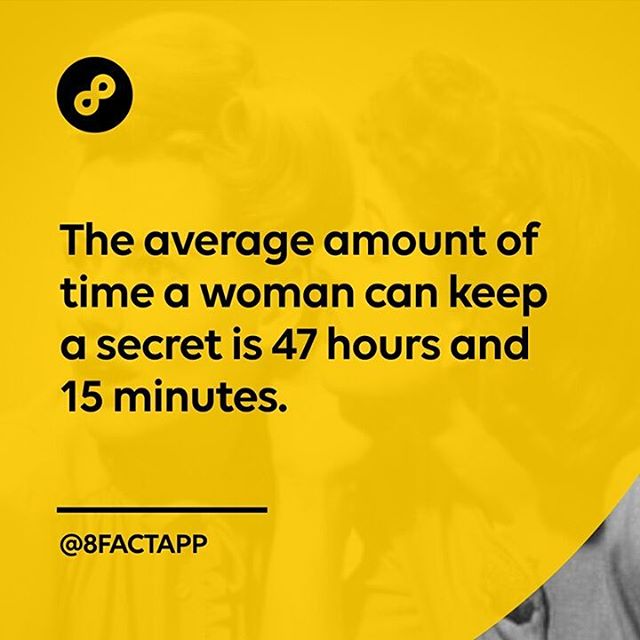 The average amount of
time a woman can keep
a secret is 47 hours and
15 minutes.
@8FACTAPP